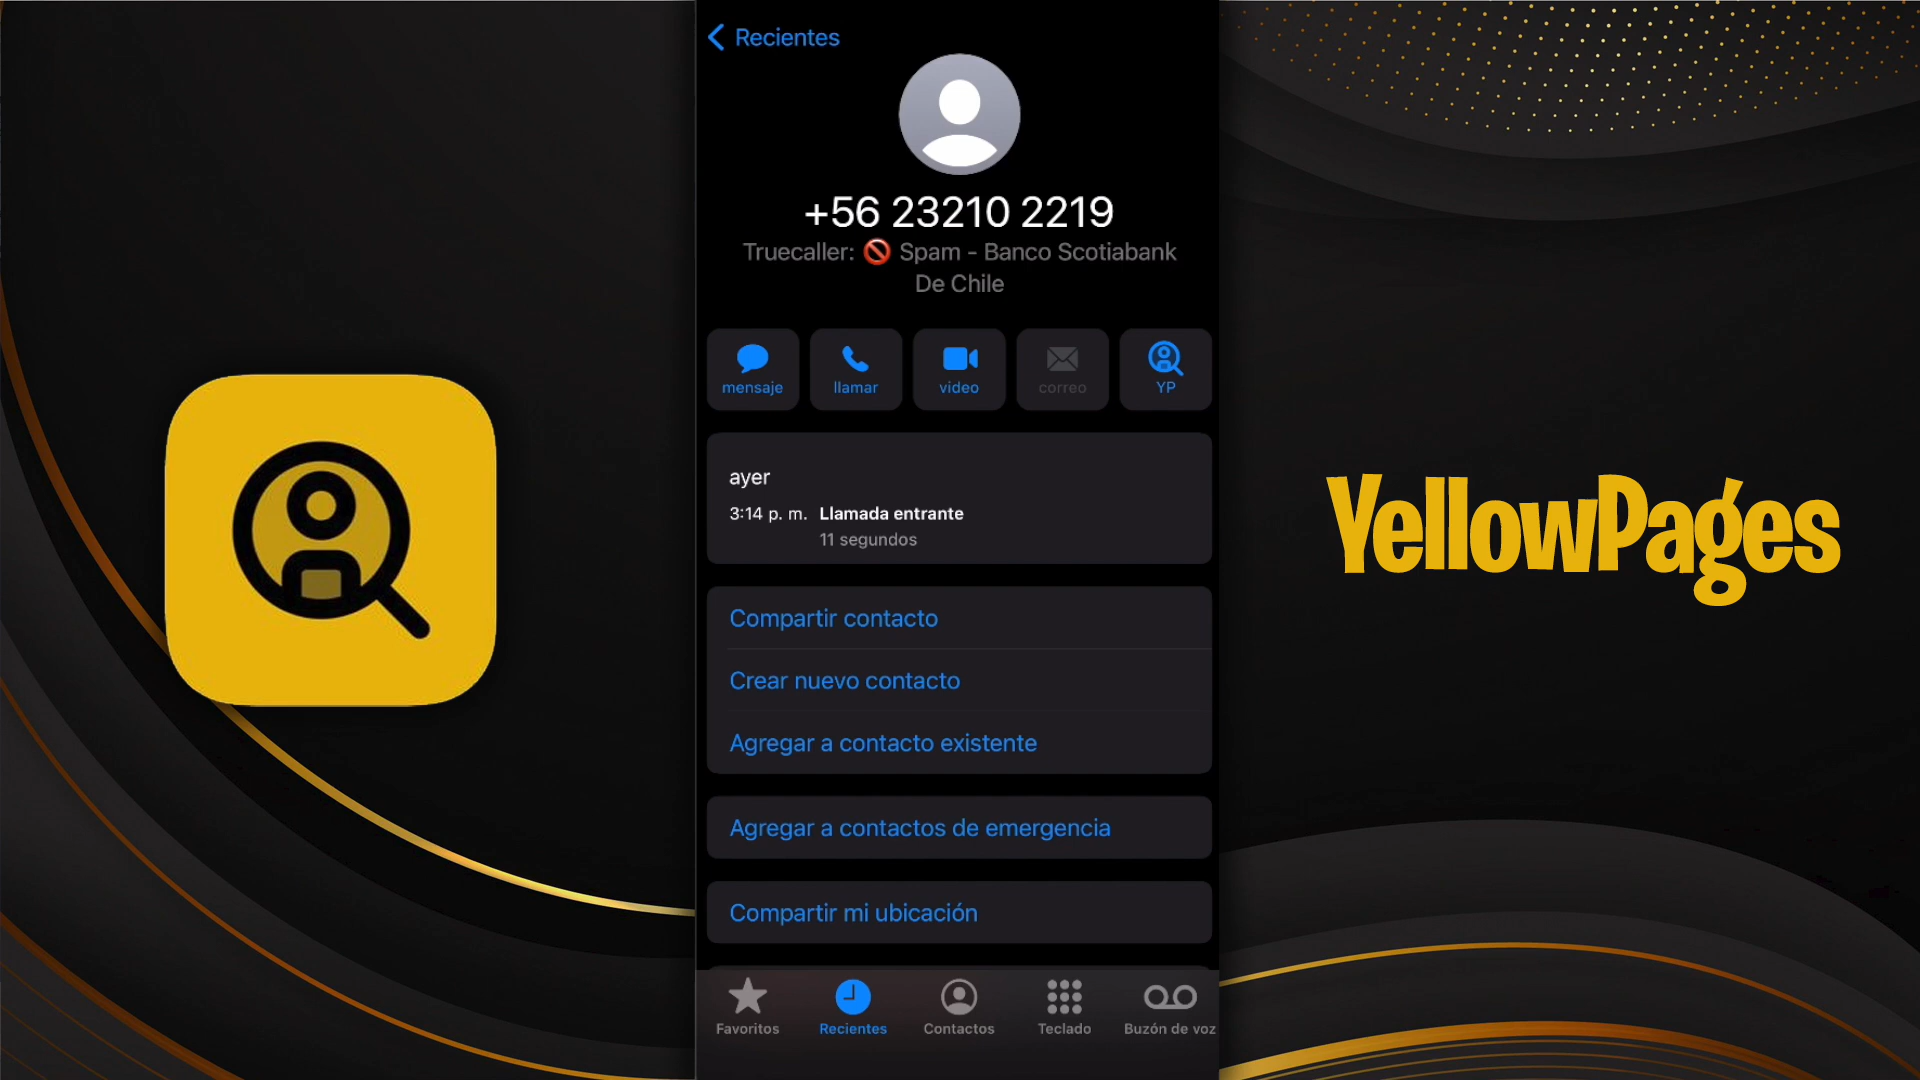 Recientes
+56 23210 2219
Truecaller: 🚫 Spam - Banco Scotiabank
De Chile
mensaje
llamar
video
correo
YP
ayer
3:14 p. m. Llamada entrante
11 segundos
Compartir contacto
Crear nuevo contacto
Agregar a contacto existente
Agregar a contactos de emergencia
Compartir mi ubicación
Favoritos
Recientes
Contactos
Teclado
Buzón de voz
YellowPages